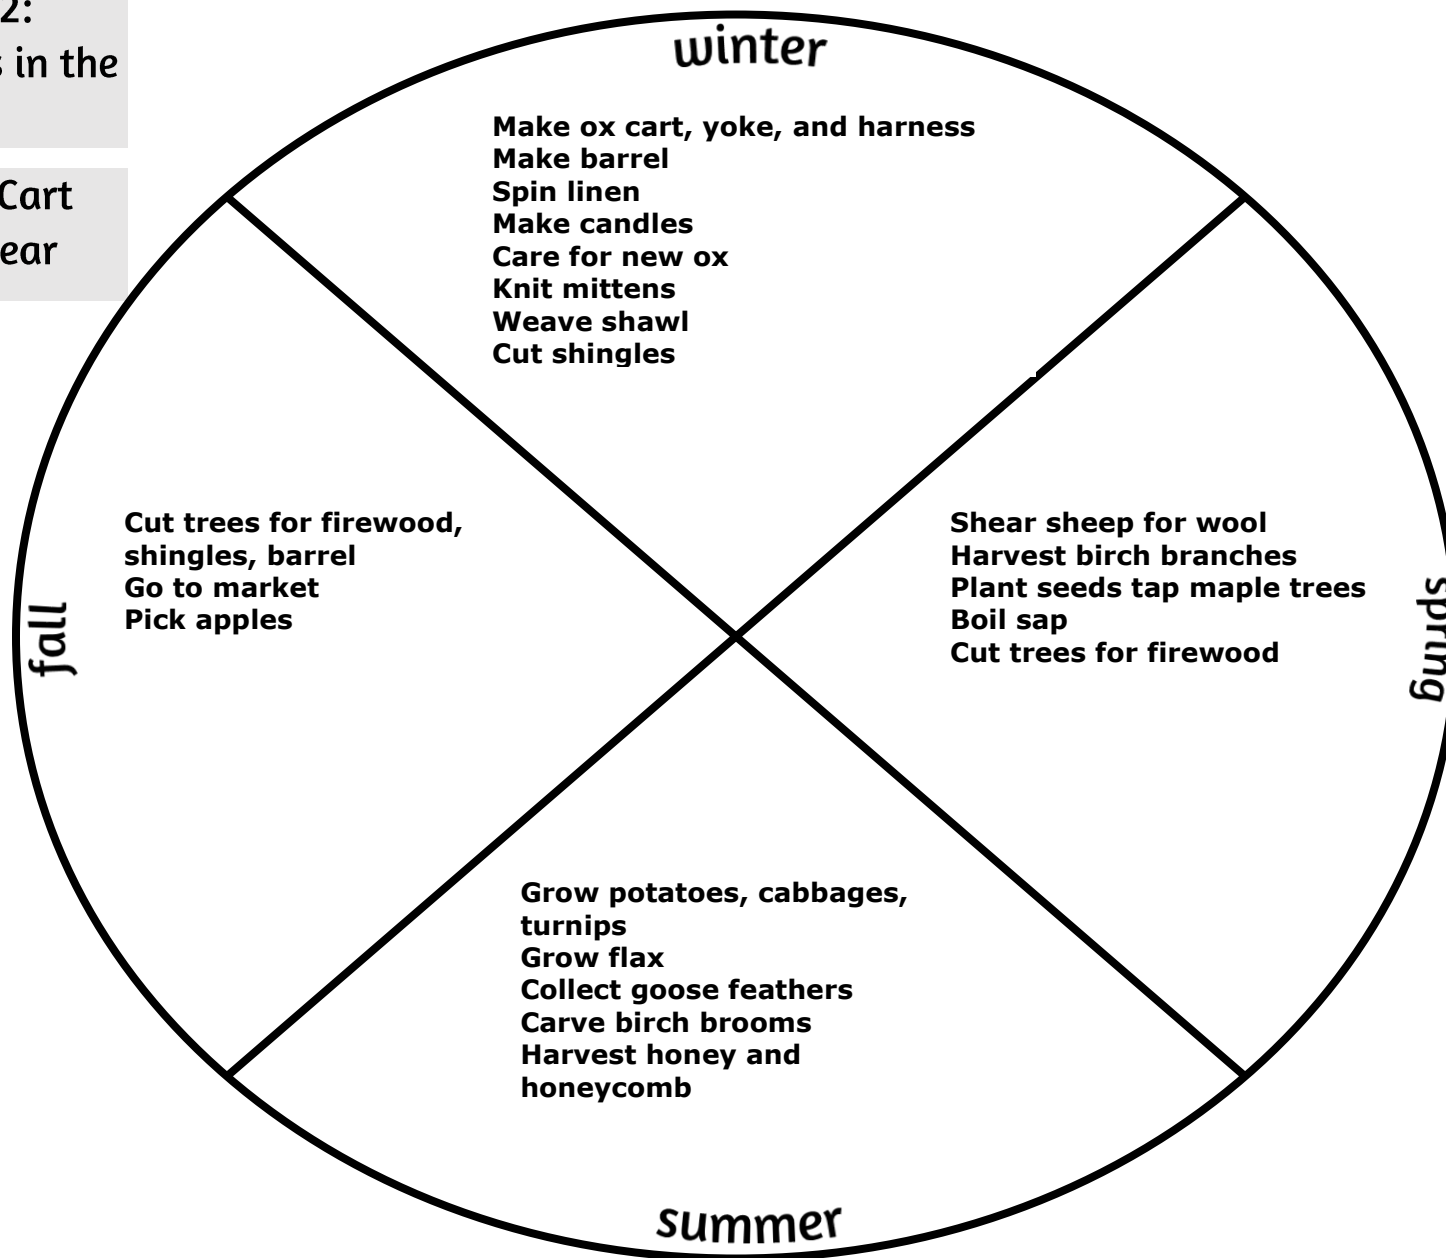 2:
in the
Cart
ear
winter
Make ox cart, yoke, and harness
Make barrel
Spin linen
Make candles
Care for new ox
Knit mittens
Weave shawl
Cut shingles
fall
Cut trees for firewood,
shingles, barrel
Go to market
Pick apples
Shear sheep for wool
Harvest birch branches
Plant seeds tap maple trees
Boil sap
Cut trees for firewood
spring
Grow potatoes, cabbages,
turnips
Grow flax
Collect goose feathers
Carve birch brooms
Harvest honey and
honeycomb
summer